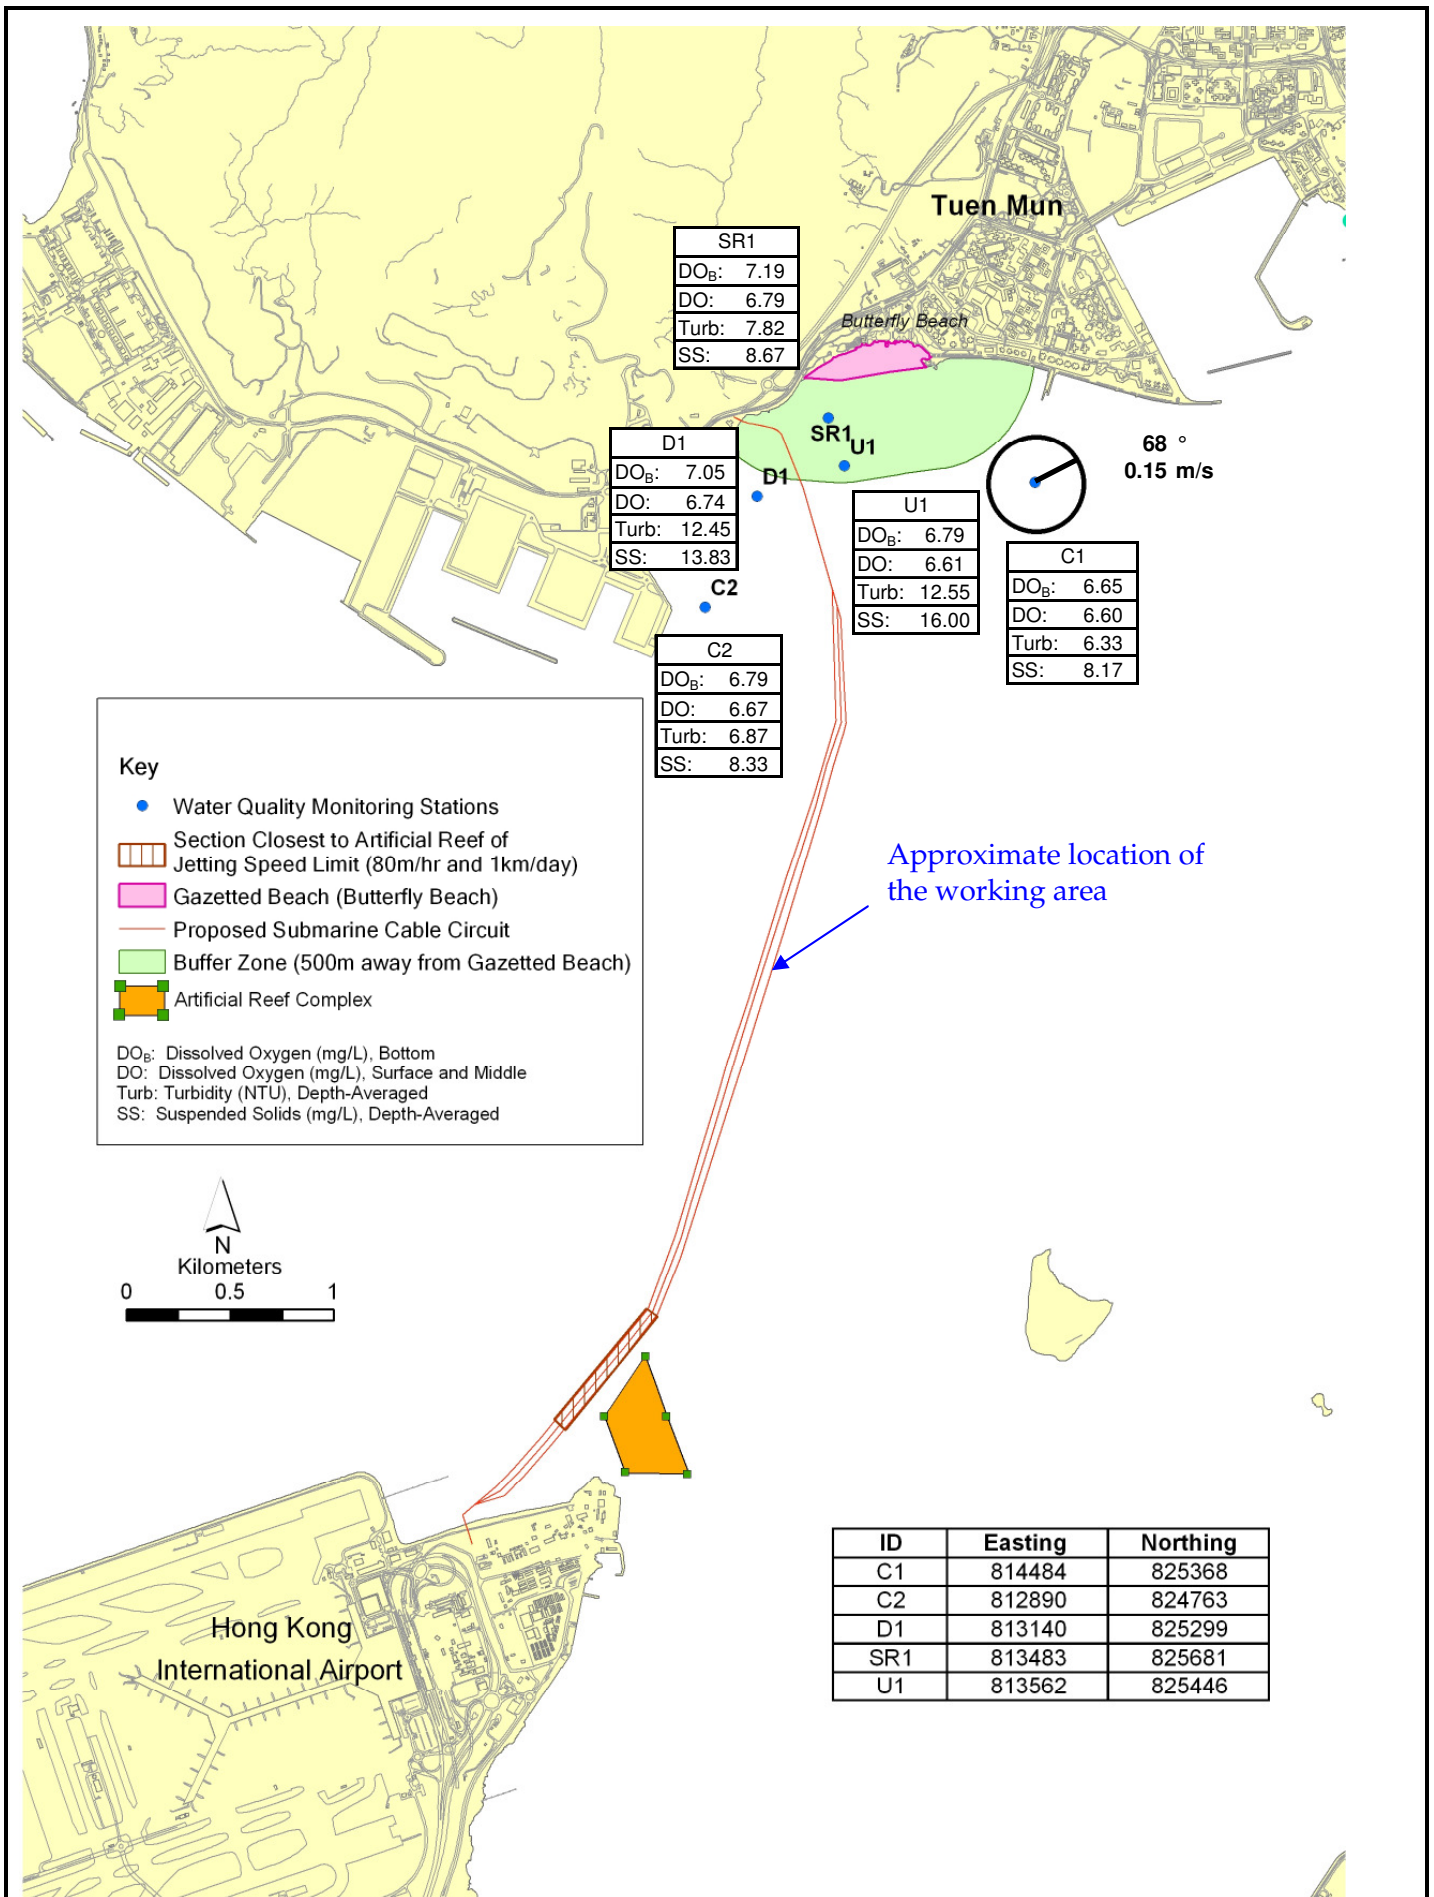 Tuen Mun
SR1
DOB: 7.19
DO: 6.79
Turb: 7.82
SS: 8.67
Butterfly Beach
SR1
U1
D1
D1
DOB: 7.05
DO: 6.74
Turb: 12.45
SS: 13.83
68 °
0.15 m/s
U1
DOB: 6.79
DO: 6.61
Turb: 12.55
SS: 16.00
C1
DOB: 6.65
DO: 6.60
Turb: 6.33
SS: 8.17
C2
C2
DOB: 6.79
DO: 6.67
Turb: 6.87
SS: 8.33
Key
Water Quality Monitoring Stations
Section Closest to Artificial Reef of
Jetting Speed Limit (80m/hr and 1km/day)
Gazetted Beach (Butterfly Beach)
Proposed Submarine Cable Circuit
Buffer Zone (500m away from Gazetted Beach)
Artificial Reef Complex
DOB: Dissolved Oxygen (mg/L), Bottom
DO: Dissolved Oxygen (mg/L), Surface and Middle
Turb: Turbidity (NTU), Depth-Averaged
SS: Suspended Solids (mg/L), Depth-Averaged
Approximate location of
the working area
N
Kilometers
0 0.5 1
ID Easting Northing
C1 814484 825368
C2 812890 824763
D1 813140 825299
SR1 813483 825681
U1 813562 825446
Hong Kong
International Airport